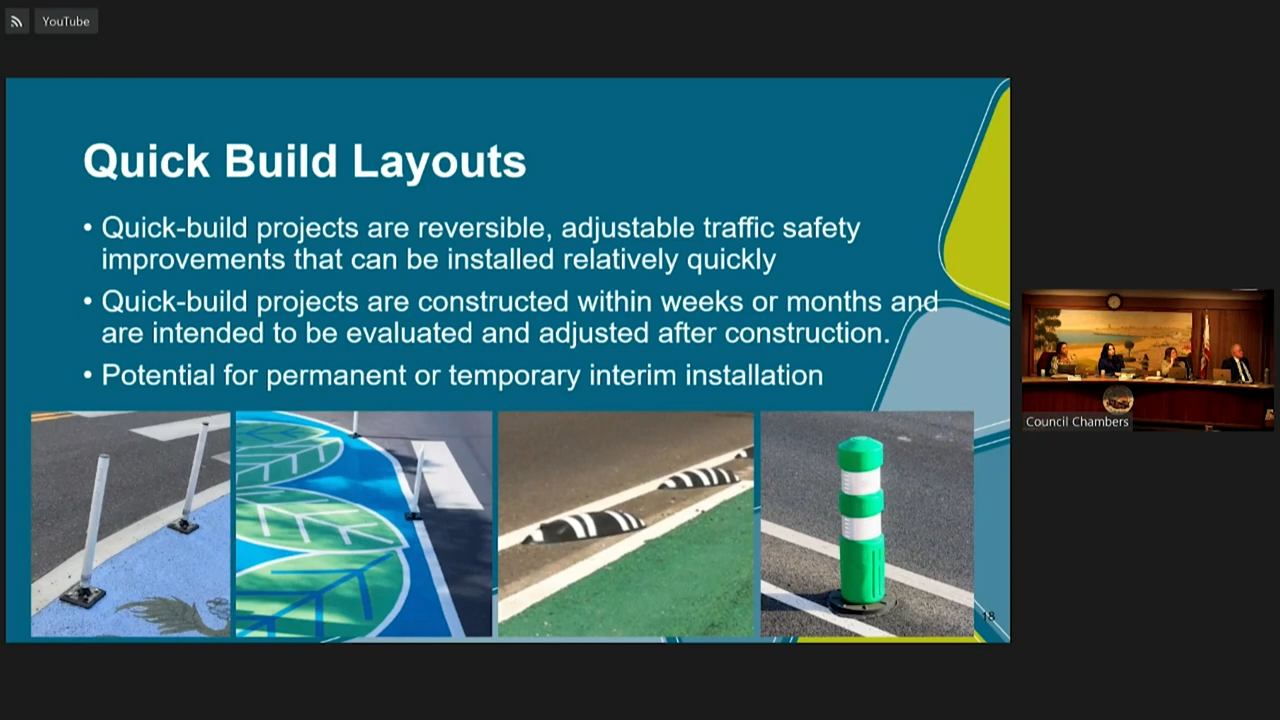 YouTube
Quick Build Layouts
• Quick-build projects are reversible, adjustable traffic safety
improvements that can be installed relatively quickly
• Quick-build projects are constructed within weeks or months and
are intended to be evaluated and adjusted after construction.
• Potential for permanent or temporary interim installation
18
Council Chambers